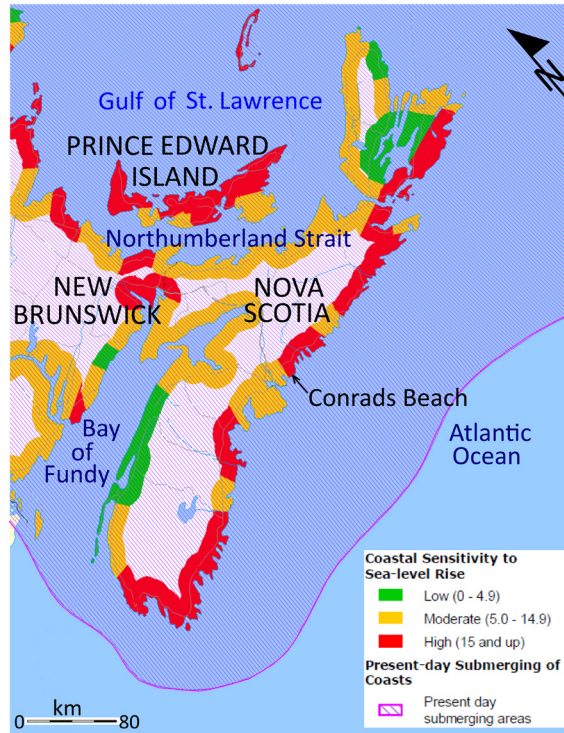 N
Gulf of St. Lawrence
PRINCE EDWARD
ISLAND
Northumberland Strait
NEW
BRUNSWICK
NOVA
SCOTIA
Conrads Beach
Bay
of
Fundy
Atlantic
Ocean
Coastal Sensitivity to
Sea-level Rise
Low (0 - 4.9)
Moderate (5.0 - 14.9)
High (15 and up)
Present-day Submerging of
Coasts
Present day
submerging areas
km
0 80